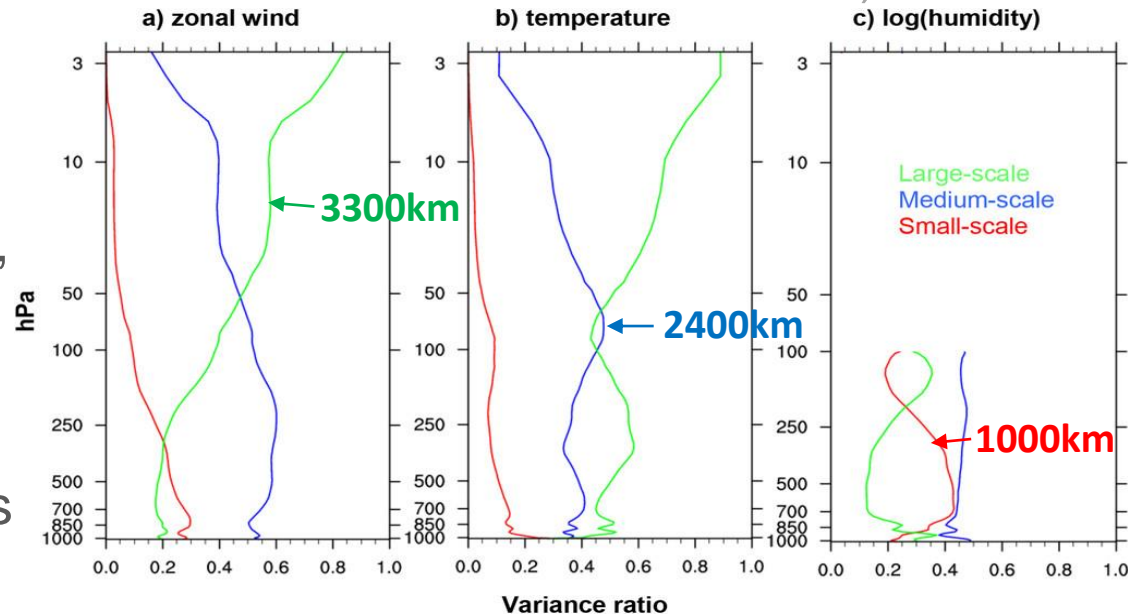 a) zonal wind
b) temperature
c) log(humidity)
3
10
50
100
250
500
700
850
1000
hPa
3300km
,
s
0.0 0.2 0.4 0.6 0.8 1.0
3
10
50
100
250
500
700
850
1000
2400km
0.0 0.2 0.4 0.6 0.8 1.0
Variance ratio
3
10
50
100
250
500
700
850
1000
Large-scale
Medium-scale
Small-scale
1000km
0.0 0.2 0.4 0.6 0.8 1.0